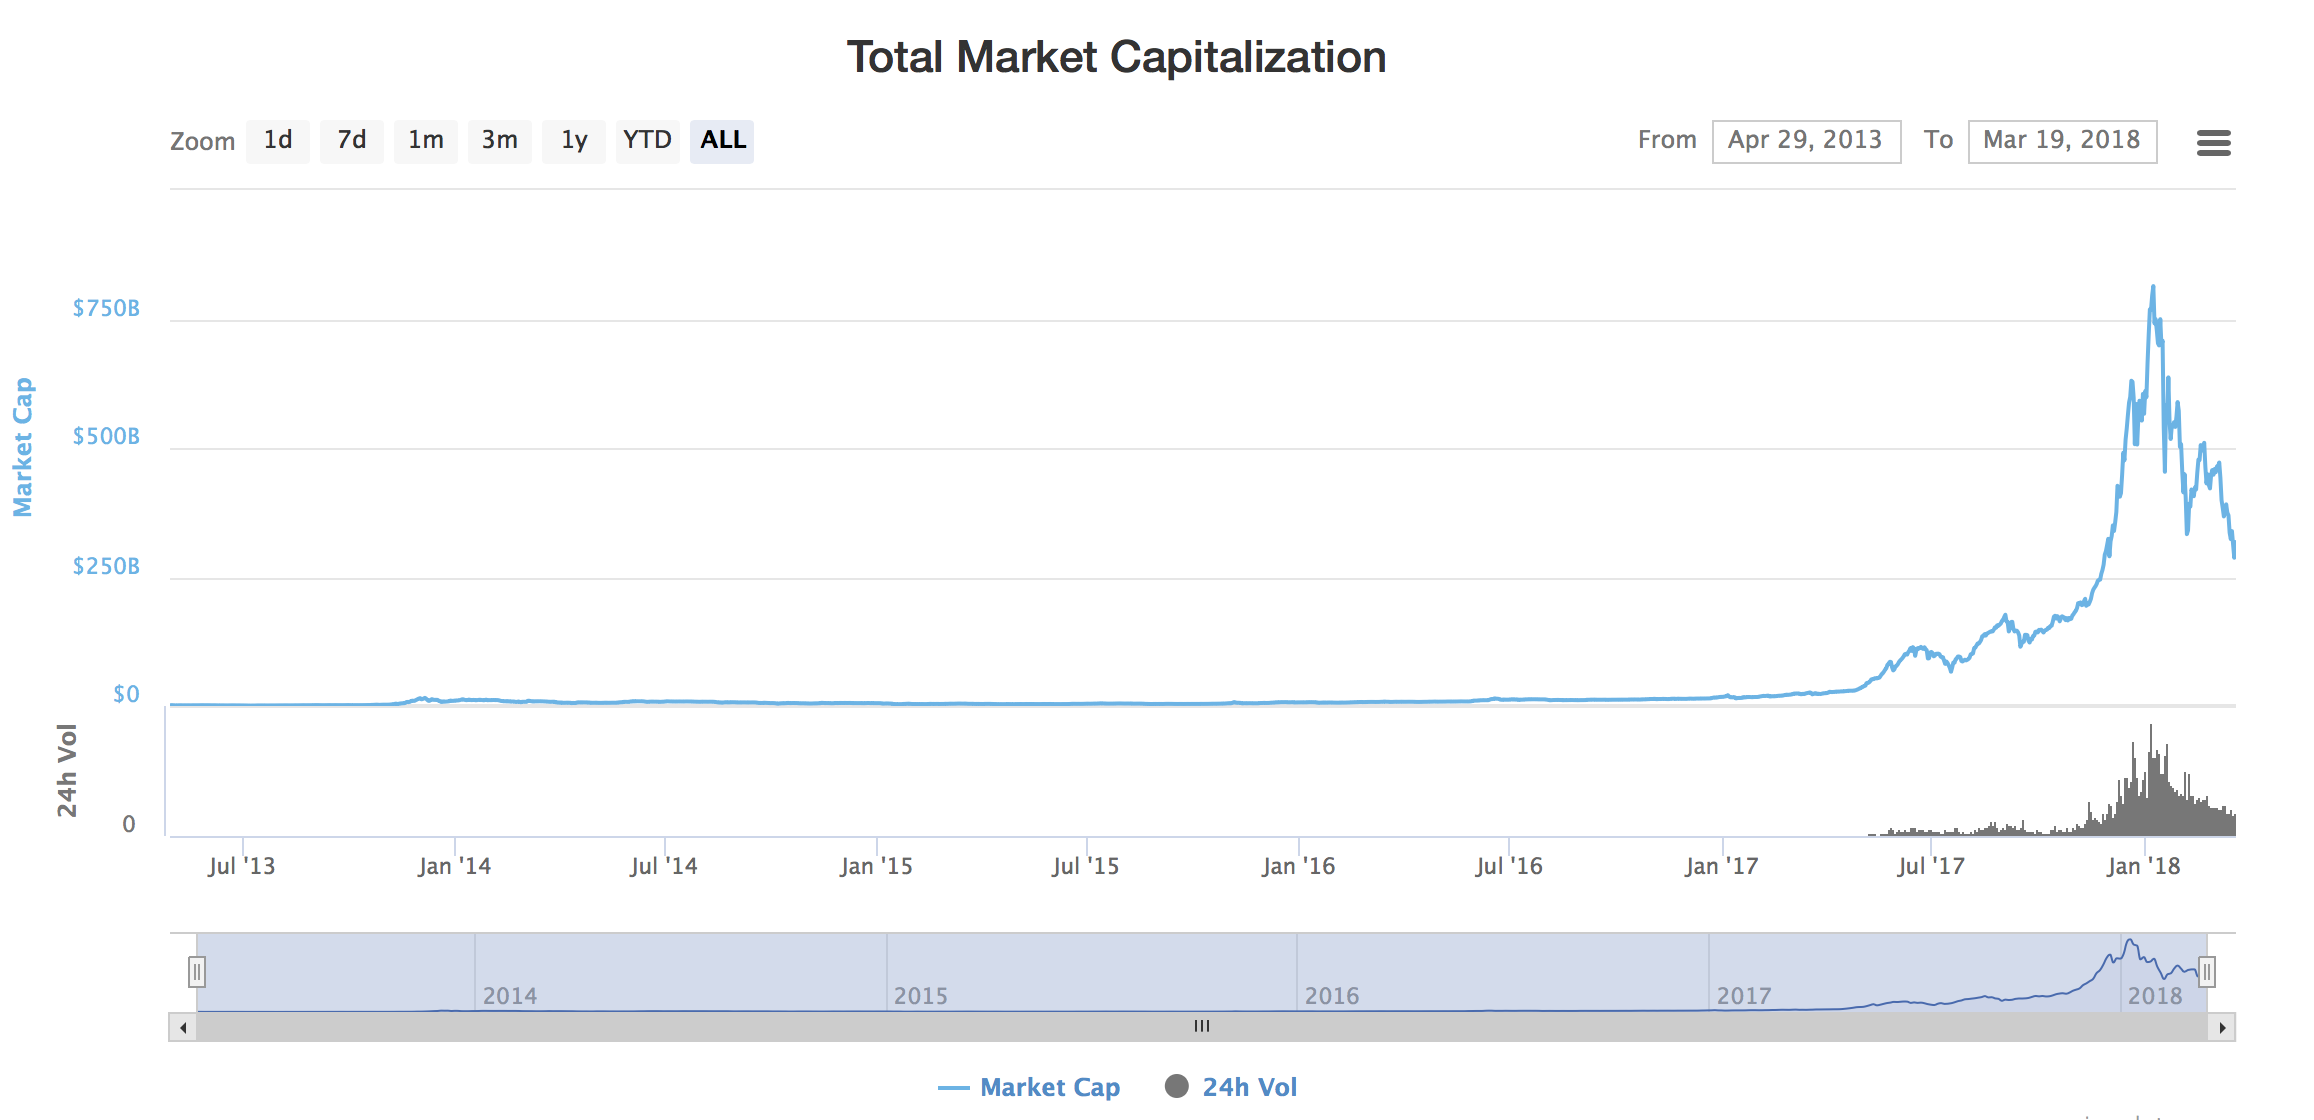 Total Market Capitalization
Zoom 1d 7d 1m 3m 1y YTD ALL From Apr 29, 2013 To Mar 19, 2018
$750B
$500B
$250B
$0
Market Cap
24h Vol
0
Jul '13 Jan '14 Jul '14 Jan '15 Jul '15 Jan '16 Jul '16 Jan '17 Jul '17 Jan '18
2014 2015 2016 2017 2018
Market Cap 24h Vol